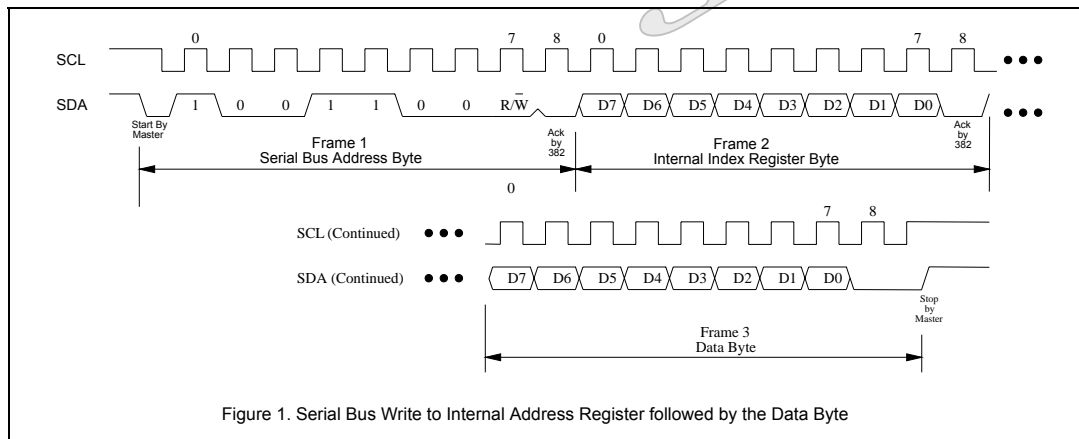 0 7 8 0 7 8
SCL
SDA 1 0 0 1 1 0 0 R/W̅ D7 D6 D5 D4 D3 D2 D1 D0
Start By
Master
Ack
by
382
Ack
by
382
Frame 1
Serial Bus Address Byte
Frame 2
Internal Index Register Byte
0 7 8
SCL (Continued)
SDA (Continued) D7 D6 D5 D4 D3 D2 D1 D0
Stop
by
Master
Frame 3
Data Byte
Figure 1. Serial Bus Write to Internal Address Register followed by the Data Byte